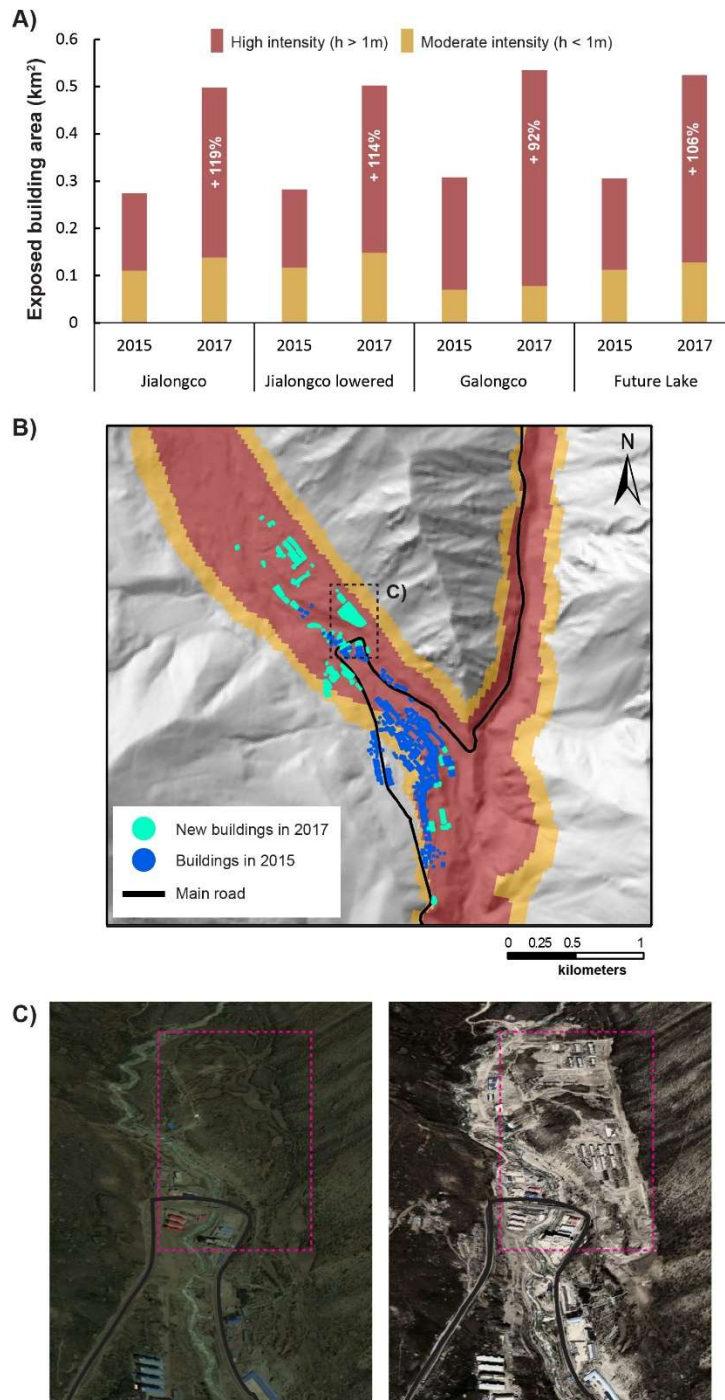 A)
Exposed building area (km²)
0.6
0.5
0.4
0.3
0.2
0.1
0
High intensity (h > 1m)
Moderate intensity (h < 1m)
+ 119%
+ 114%
+ 92%
+ 106%
2015 2017 2015 2017 2015 2017 2015 2017
Jialongco Jialongco lowered Galongco Future Lake
B)
N
C)
New buildings in 2017
Buildings in 2015
Main road
0 0.25 0.5 1
kilometers
C)